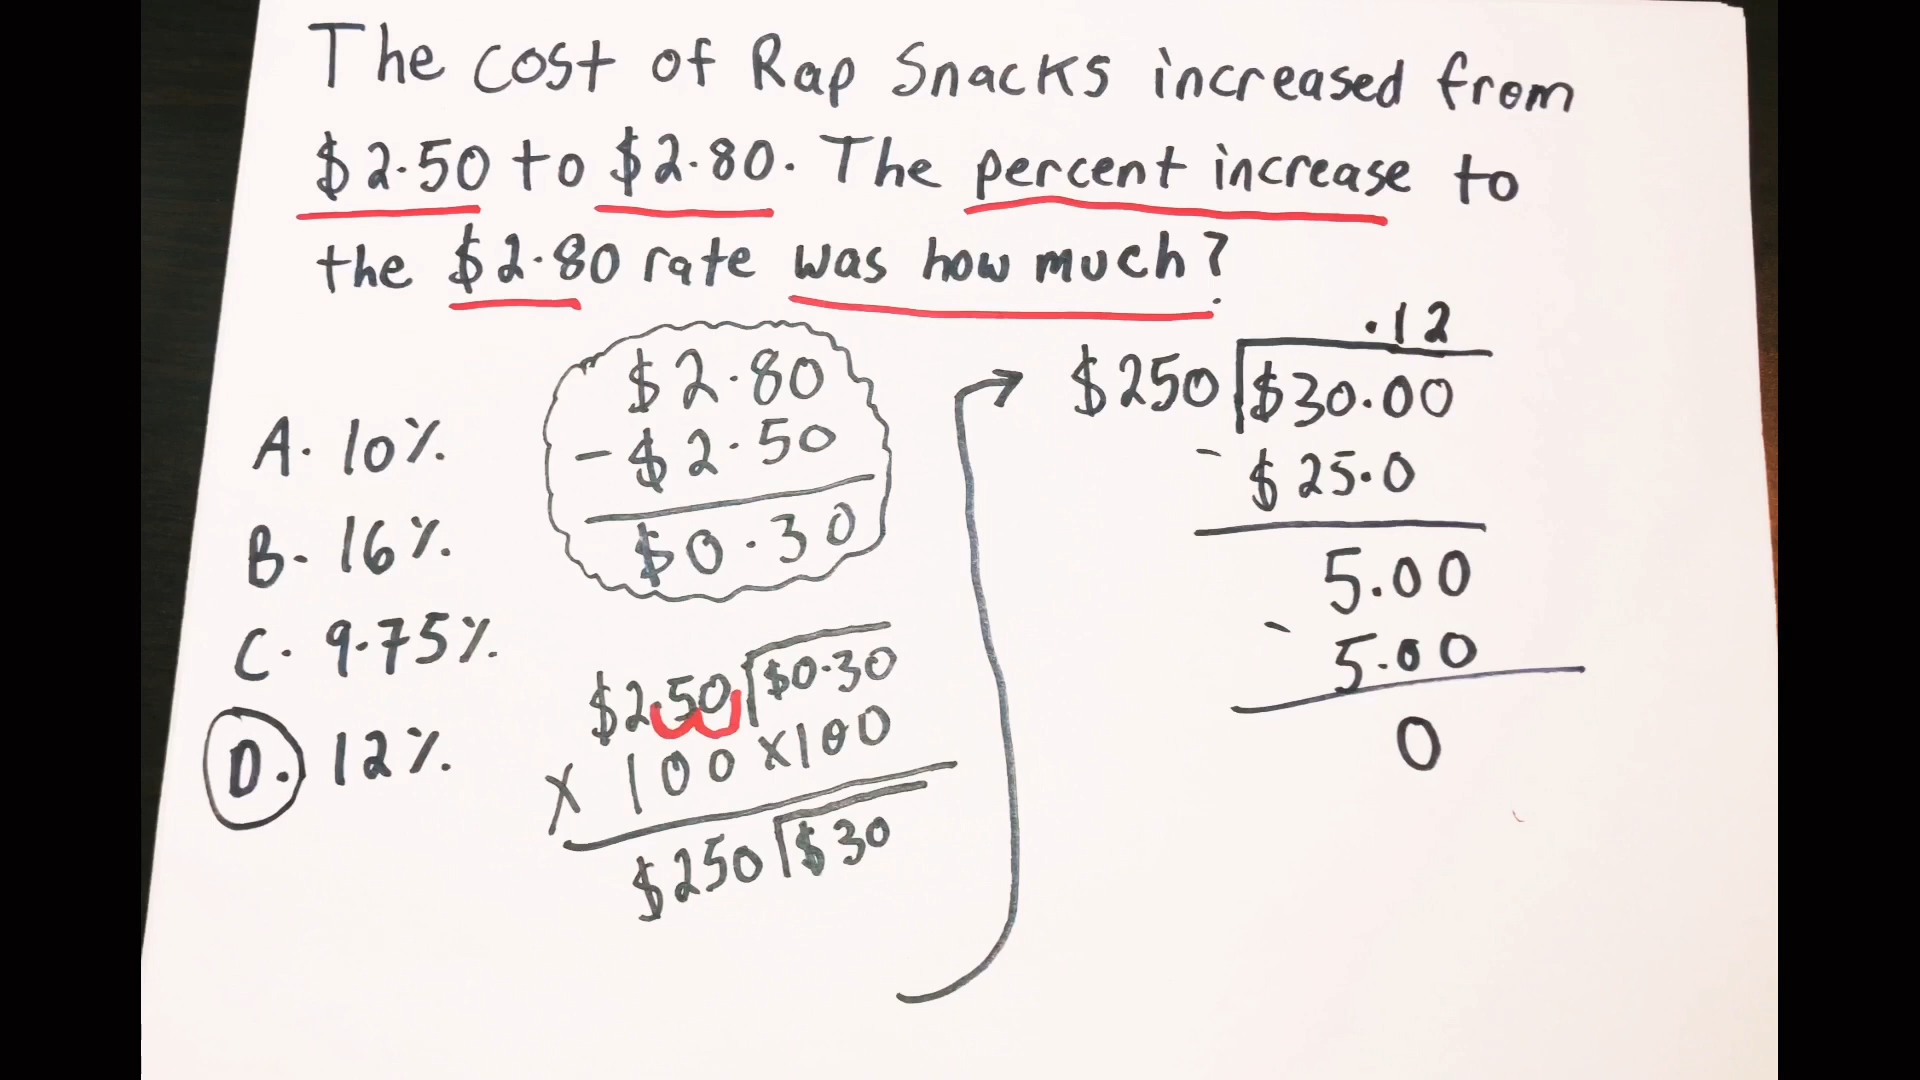 The cost of Rap Snacks increased from
$2.50 to $2.80. The percent increase to
the $2.80 rate was how much?
A. 10%
B. 16%
C. 9.75%
D. 12%
$2.80
- $2.50
$0.30
$2.50 $0.30
x 100 x100
$250 $30
.12
$250 $30.00
- $25.0
5.00
- 5.00
0